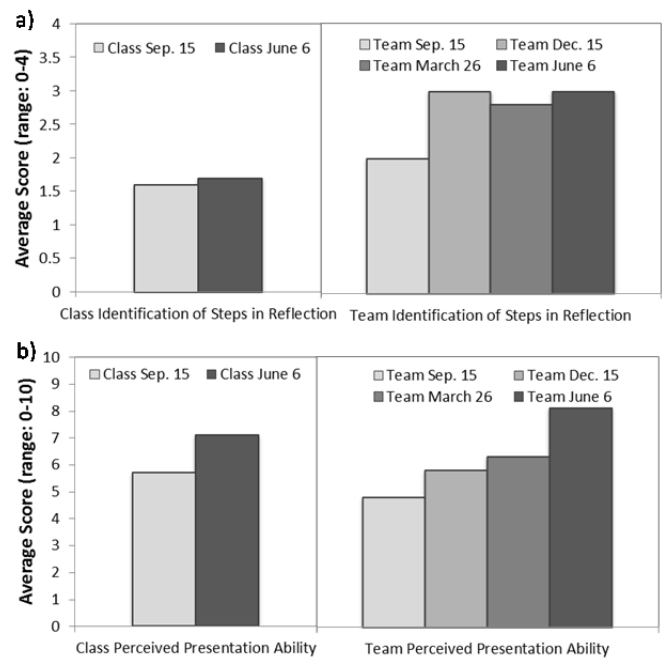 a)
Average Score (range: 0-4)
4
3.5
3
2.5
2
1.5
1
0.5
0
Class Sep. 15 Class June 6
Team Sep. 15 Team Dec. 15
Team March 26 Team June 6
Class Identification of Steps in Reflection Team Identification of Steps in Reflection
b)
Average Score (range: 0-10)
10
9
8
7
6
5
4
3
2
1
0
Class Sep. 15 Class June 6
Team Sep. 15 Team Dec. 15
Team March 26 Team June 6
Class Perceived Presentation Ability Team Perceived Presentation Ability